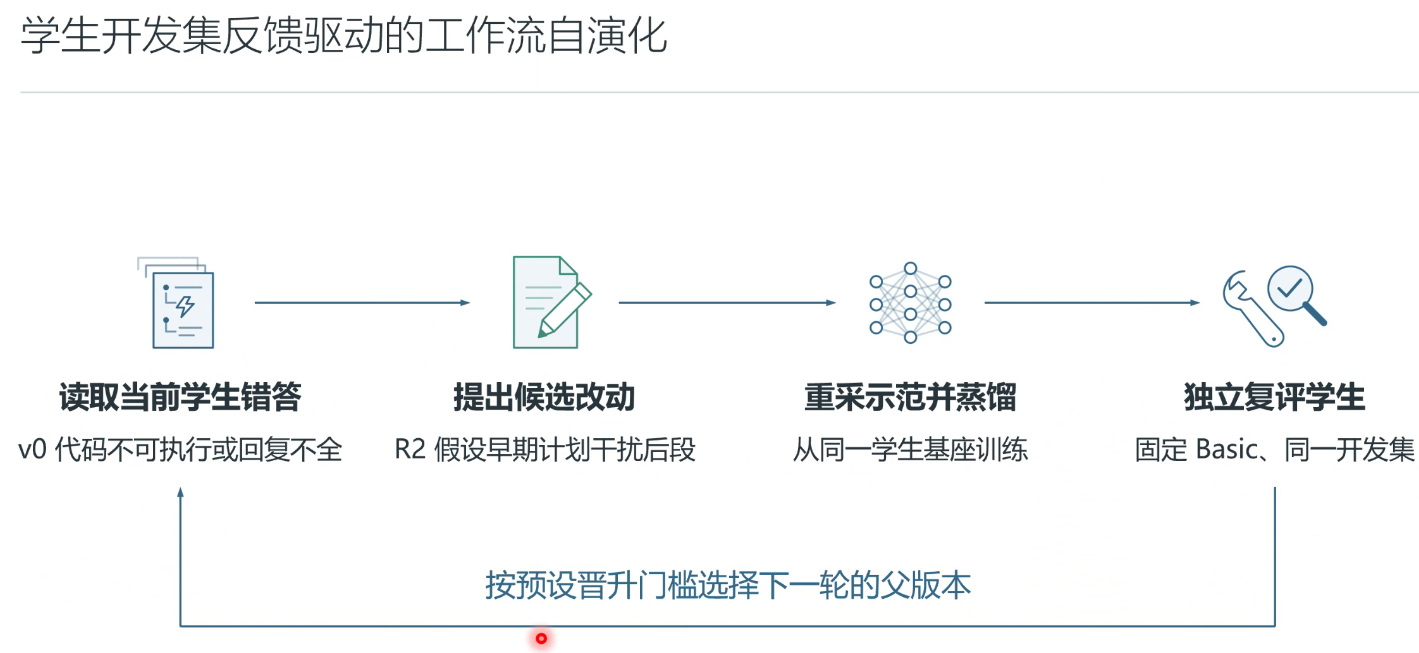 学生开发集反馈驱动的工作流自演化
读取当前学生错答
提出候选改动
重采示范并蒸馏
独立复评学生
v0 代码不可执行或回复不全
R2 假设早期计划干扰后段
从同一学生基座训练
固定 Basic、同一开发集
按预设晋升门槛选择下一轮的父版本